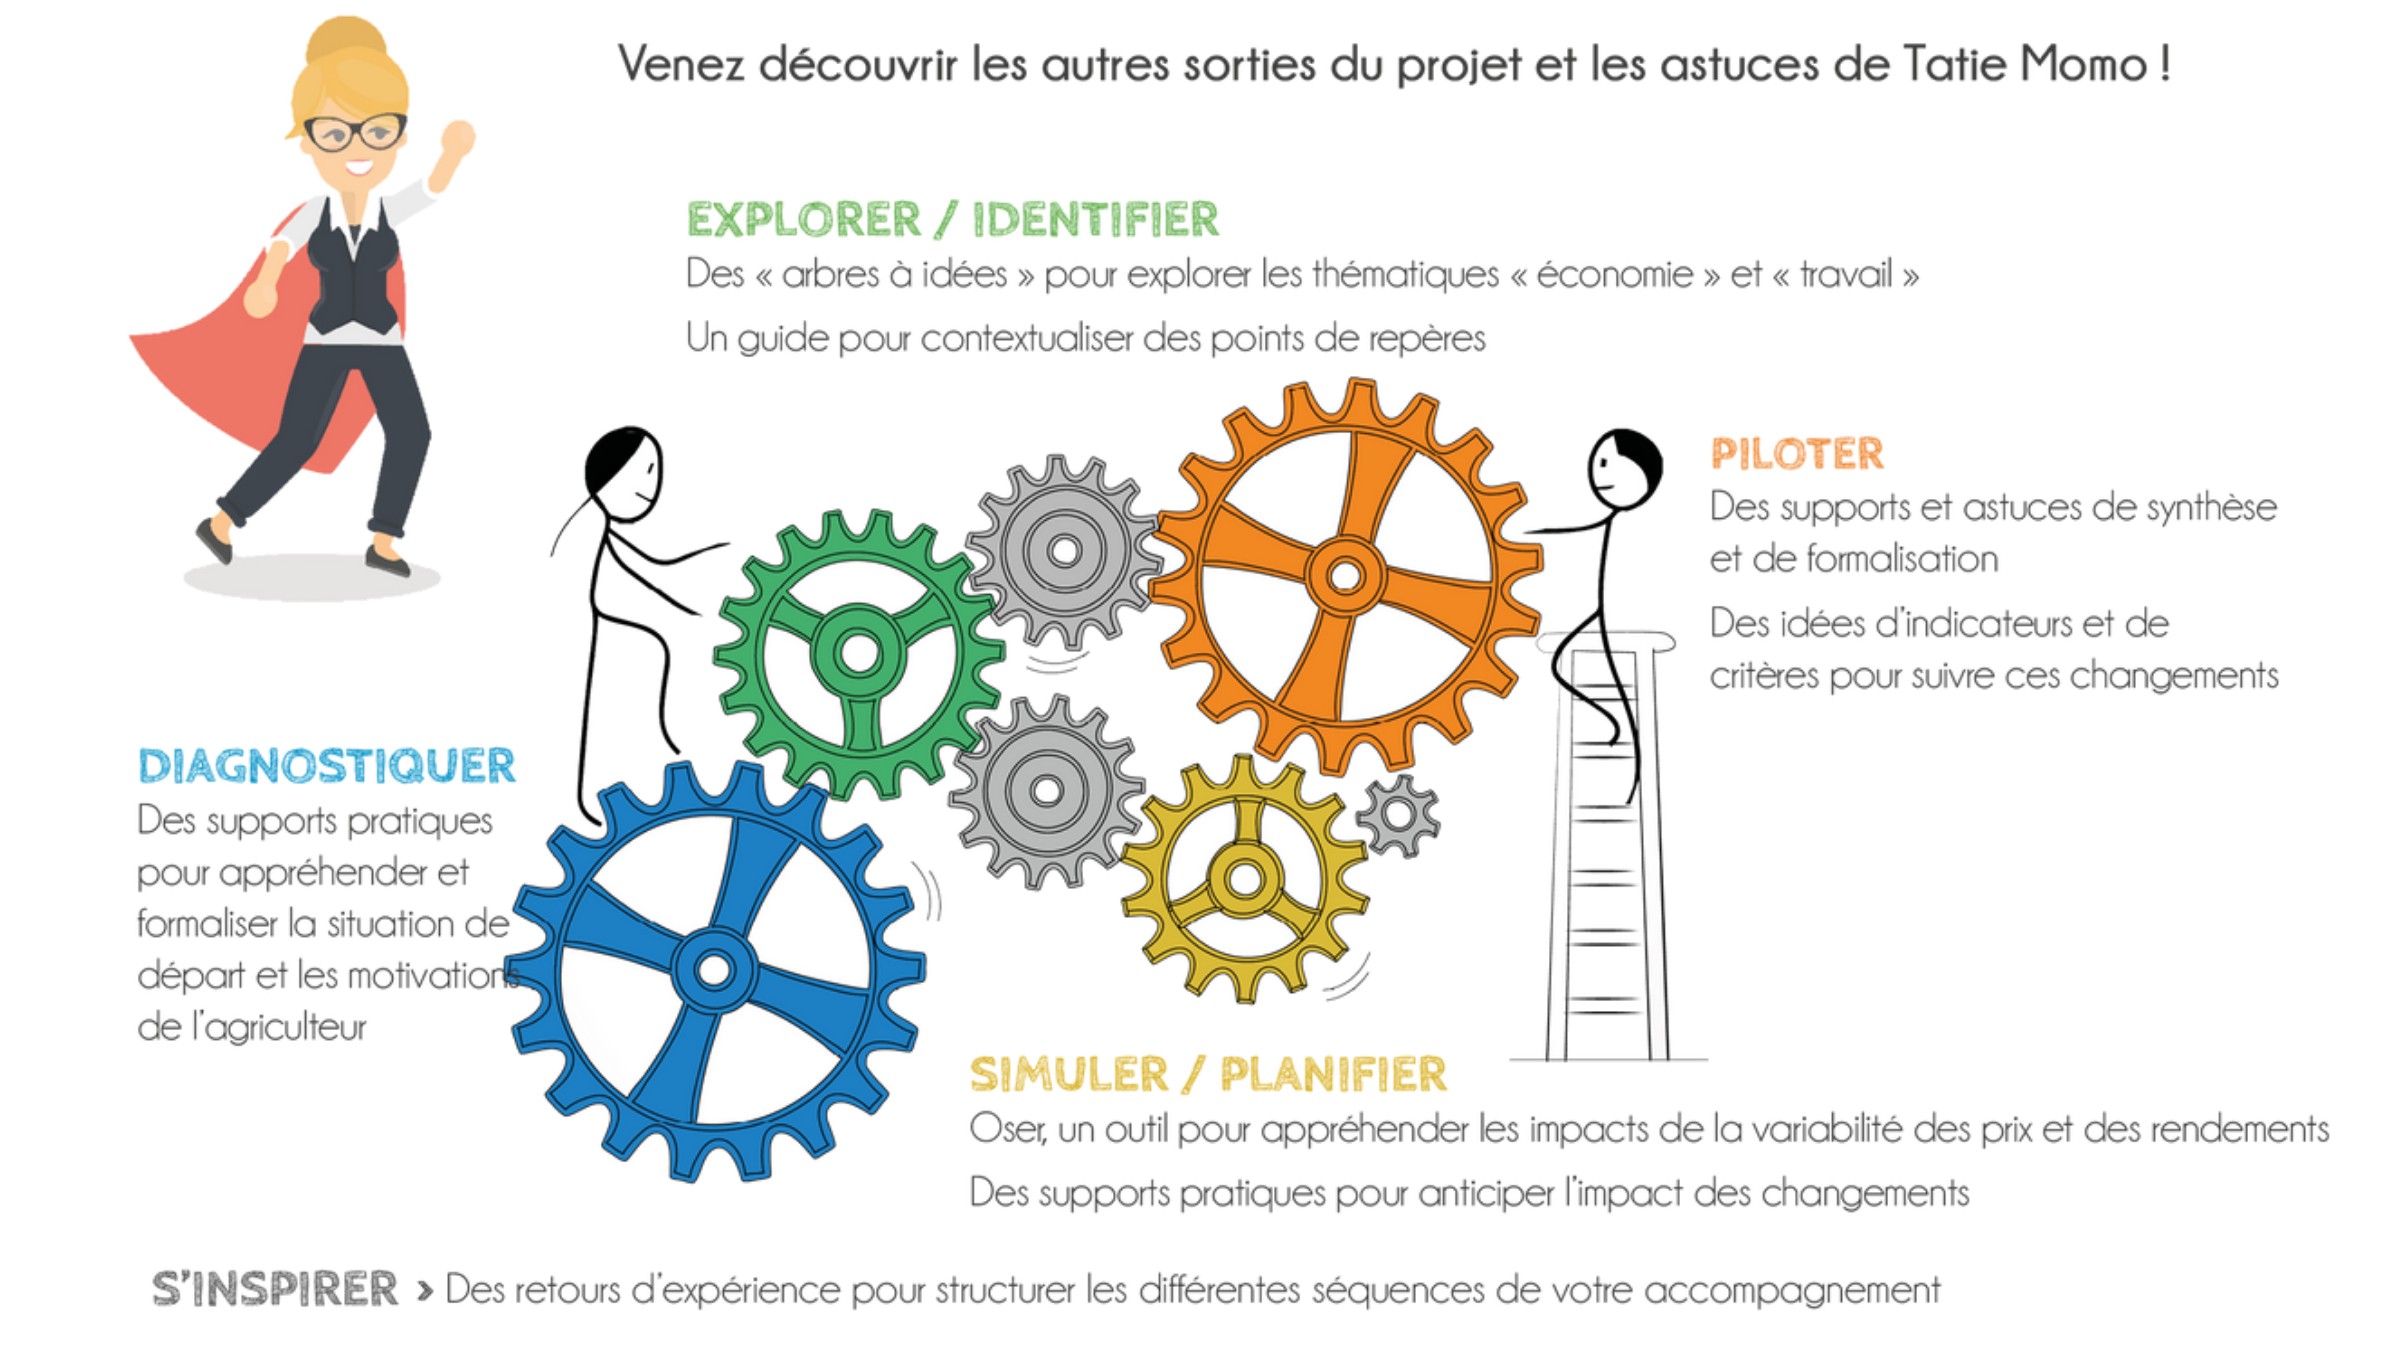 Venez découvrir les autres sorties du projet et les astuces de Tatie Momo !
EXPLORER / IDENTIFIER
Des « arbres à idées » pour explorer les thématiques « économie » et « travail »
Un guide pour contextualiser des points de repères
PILOTER
Des supports et astuces de synthèse
et de formalisation
Des idées d'indicateurs et de
critères pour suivre ces changements
DIAGNOSTIQUER
Des supports pratiques
pour appréhender et
formaliser la situation de
départ et les motivations
de l'agriculteur
SIMULER / PLANIFIER
Oser, un outil pour appréhender les impacts de la variabilité des prix et des rendements
Des supports pratiques pour anticiper l'impact des changements
S'INSPIRER > Des retours d'expérience pour structurer les différentes séquences de votre accompagnement